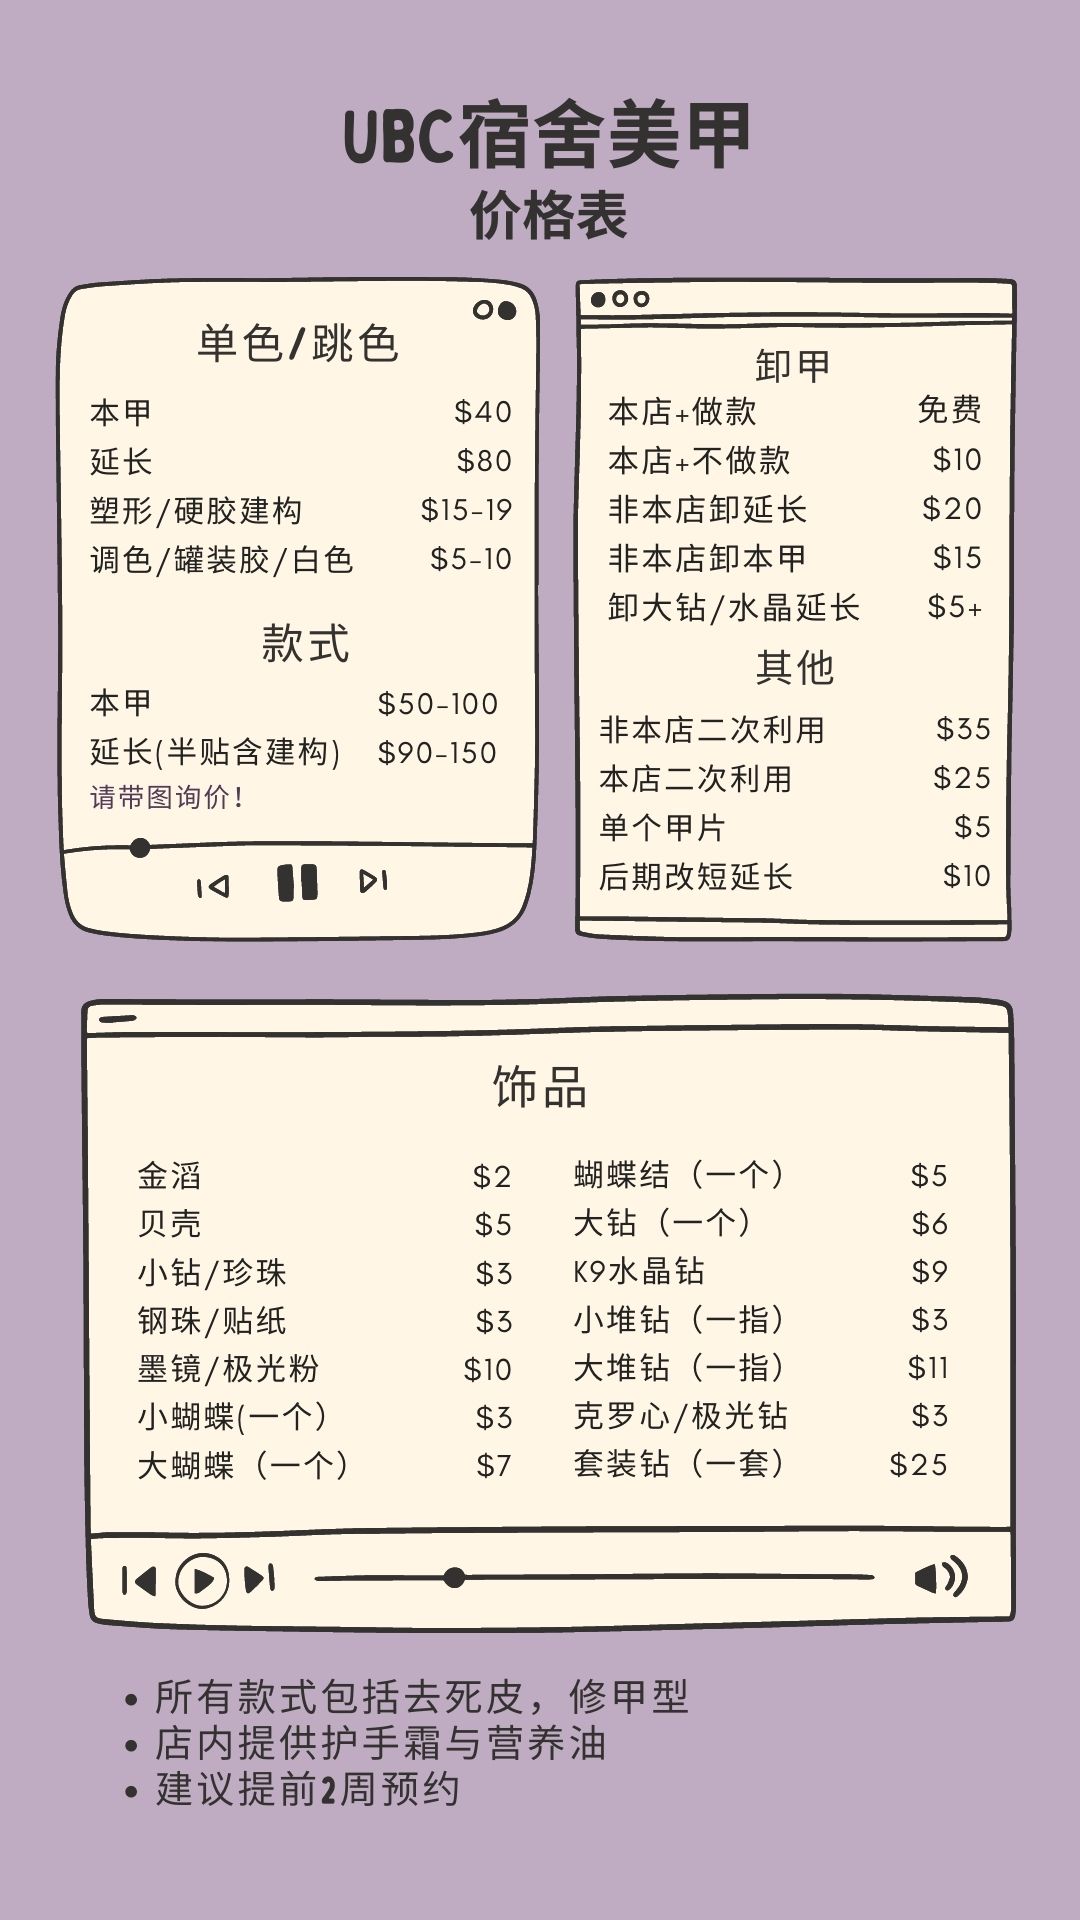 UBC宿舍美甲
价格表
单色/跳色
本甲 $40
延长 $80
塑形/硬胶建构 $15-19
调色/罐装胶/白色 $5-10
款式
本甲 $50-100
延长(半贴含建构) $90-150
请带图询价！
卸甲
本店+做款 免费
本店+不做款 $10
非本店卸延长 $20
非本店卸本甲 $15
卸大钻/水晶延长 $5+
其他
非本店二次利用 $35
本店二次利用 $25
单个甲片 $5
后期改短延长 $10
饰品
金滔 $2
贝壳 $5
小钻/珍珠 $3
钢珠/贴纸 $3
墨镜/极光粉 $10
小蝴蝶(一个） $3
大蝴蝶（一个） $7
蝴蝶结（一个） $5
大钻（一个） $6
K9水晶钻 $9
小堆钻（一指） $3
大堆钻（一指） $11
克罗心/极光钻 $3
套装钻（一套） $25
• 所有款式包括去死皮，修甲型
• 店内提供护手霜与营养油
• 建议提前2周预约